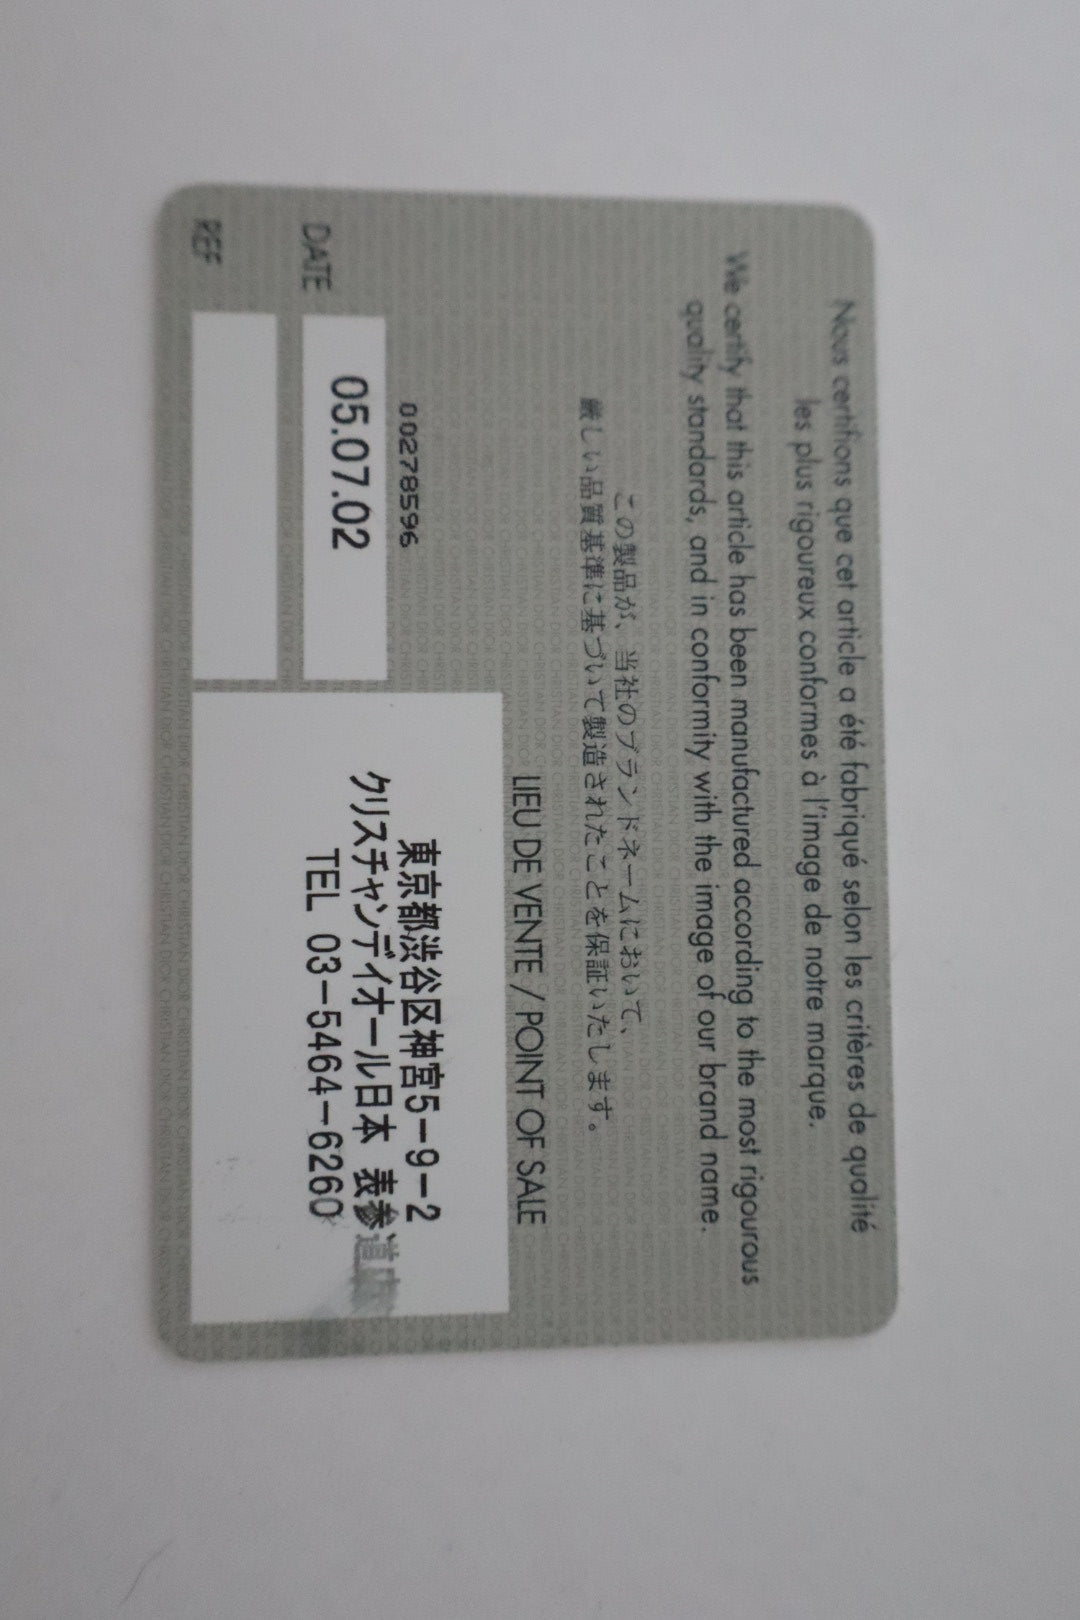 Nous certifions que cet article a été fabriqué selon les critères de qualité
les plus rigoureux conformes à l'image de notre marque.
We certify that this article has been manufactured according to the most rigourous
quality standards, and in conformity with the image of our brand name.
この製品が、当社のブランドネームにおいて、
厳しい品質基準に基づいて製造されたことを保証いたします。
LIEU DE VENTE / POINT OF SALE
00278596
DATE 05.07.02
REF
東京都渋谷区神宮5-9-2
クリスチャンディオール日本 表参道店
TEL 03-5464-6260